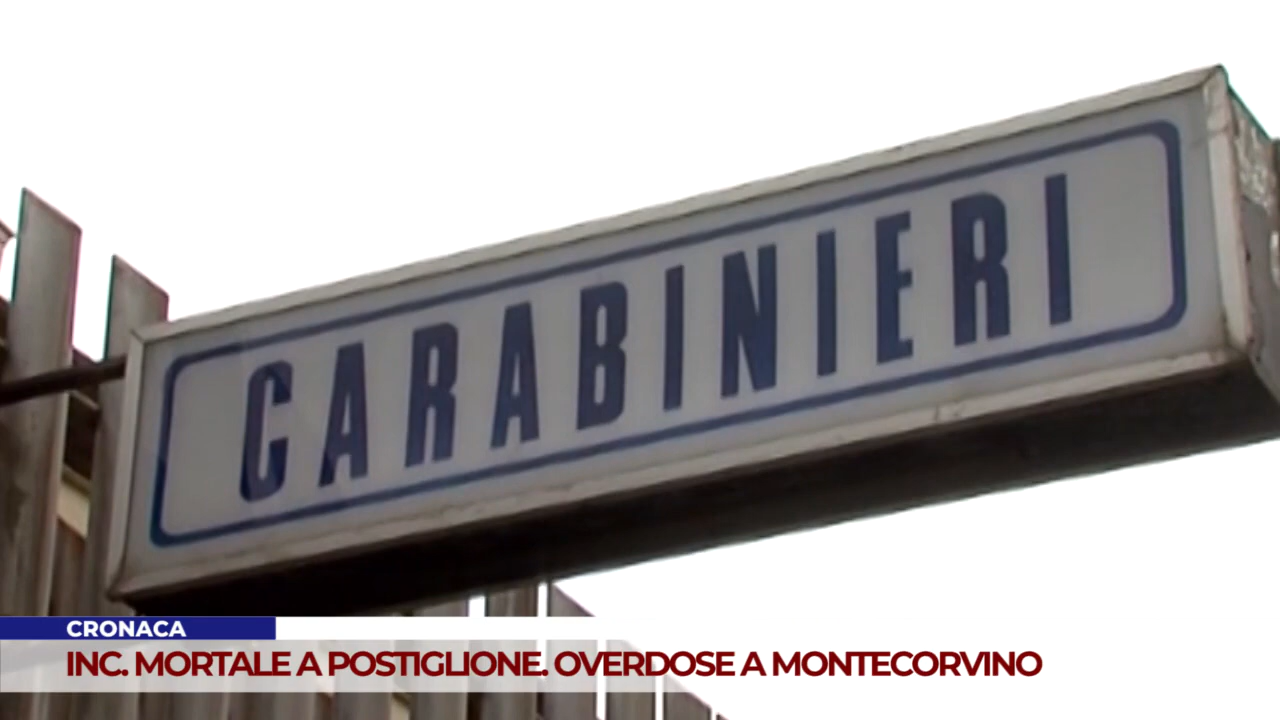 CARABINIERI
CRONACA
INC. MORTALE A POSTIGLIONE. OVERDOSE A MONTECORVINO